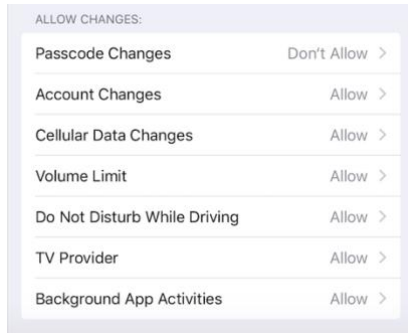 ALLOW CHANGES:
Passcode Changes Don't Allow >
Account Changes Allow >
Cellular Data Changes Allow >
Volume Limit Allow >
Do Not Disturb While Driving Allow >
TV Provider Allow >
Background App Activities Allow >